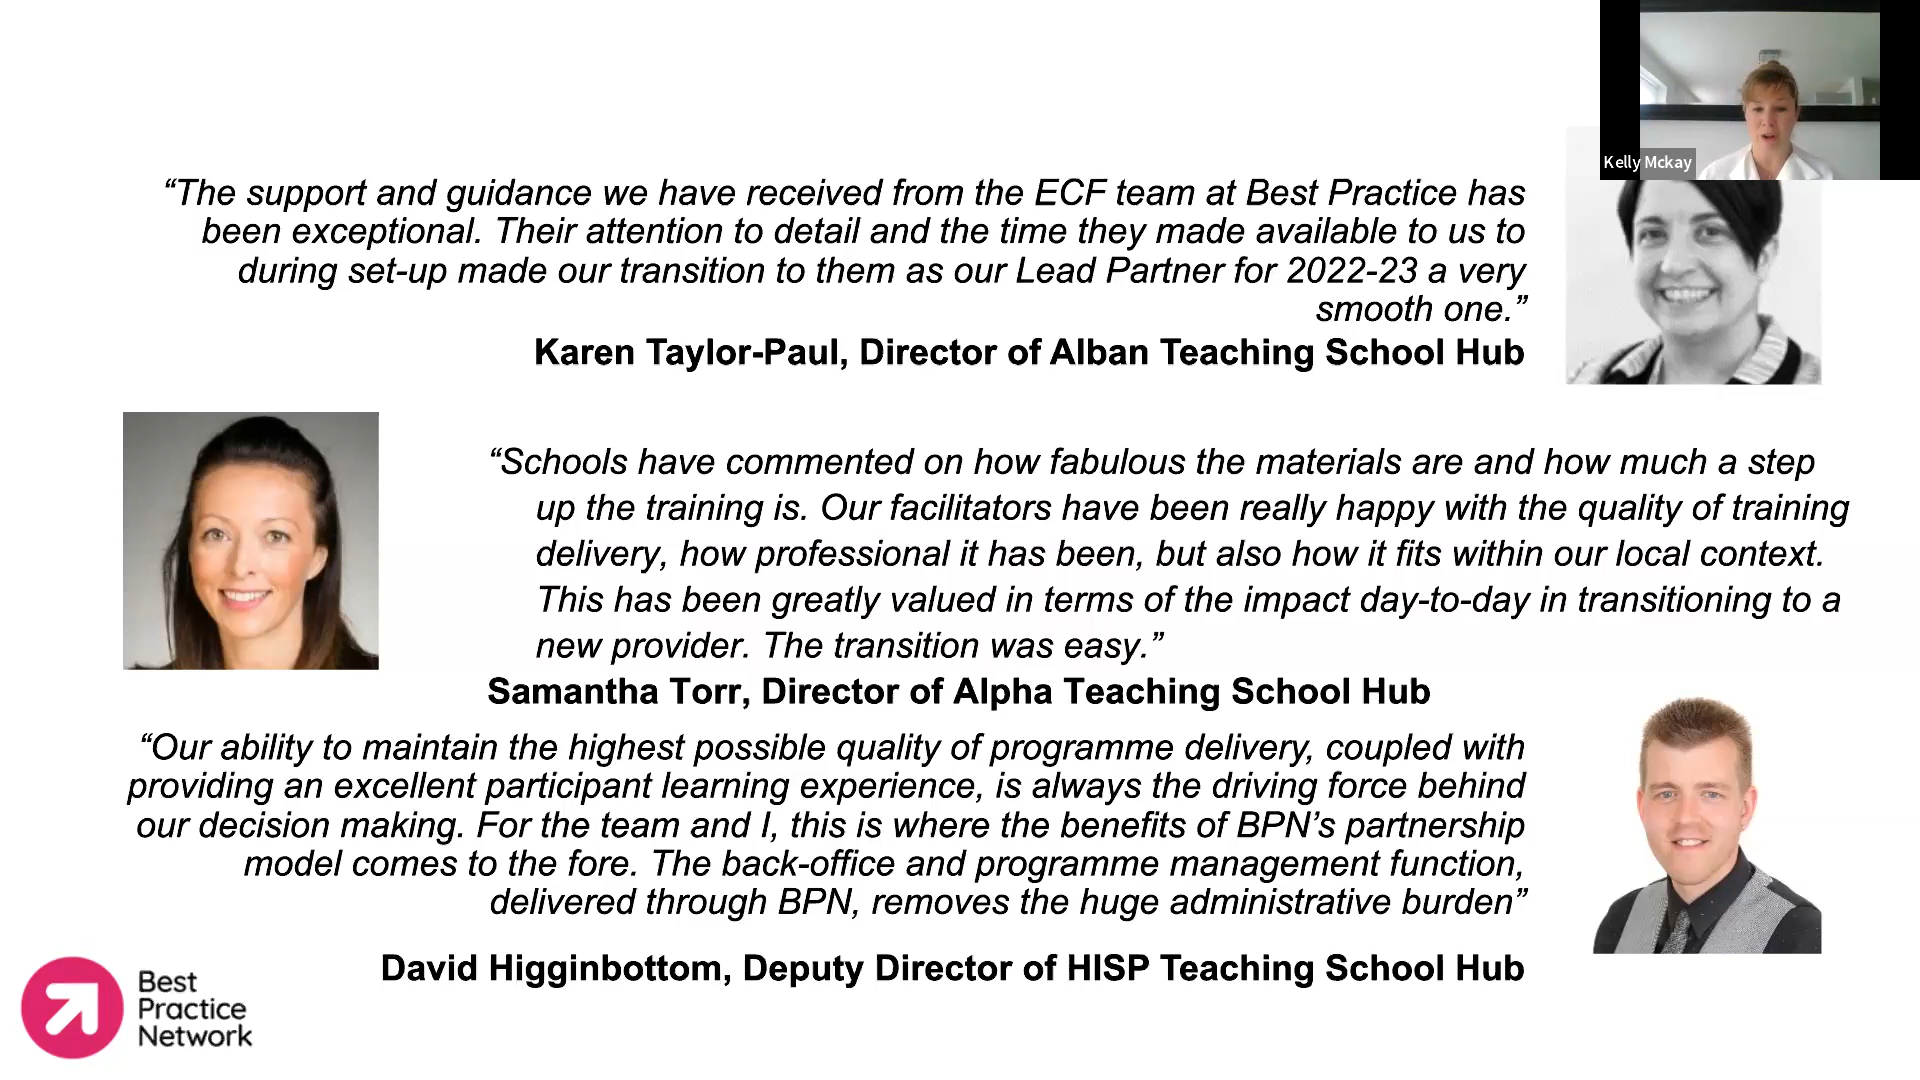 Kelly Mckay
“The support and guidance we have received from the ECF team at Best Practice has
been exceptional. Their attention to detail and the time they made available to us to
during set-up made our transition to them as our Lead Partner for 2022-23 a very
smooth one.”
Karen Taylor-Paul, Director of Alban Teaching School Hub
“Schools have commented on how fabulous the materials are and how much a step
up the training is. Our facilitators have been really happy with the quality of training
delivery, how professional it has been, but also how it fits within our local context.
This has been greatly valued in terms of the impact day-to-day in transitioning to a
new provider. The transition was easy.”
Samantha Torr, Director of Alpha Teaching School Hub
“Our ability to maintain the highest possible quality of programme delivery, coupled with
providing an excellent participant learning experience, is always the driving force behind
our decision making. For the team and I, this is where the benefits of BPN’s partnership
model comes to the fore. The back-office and programme management function,
delivered through BPN, removes the huge administrative burden”
David Higginbottom, Deputy Director of HISP Teaching School Hub
Best
Practice
Network